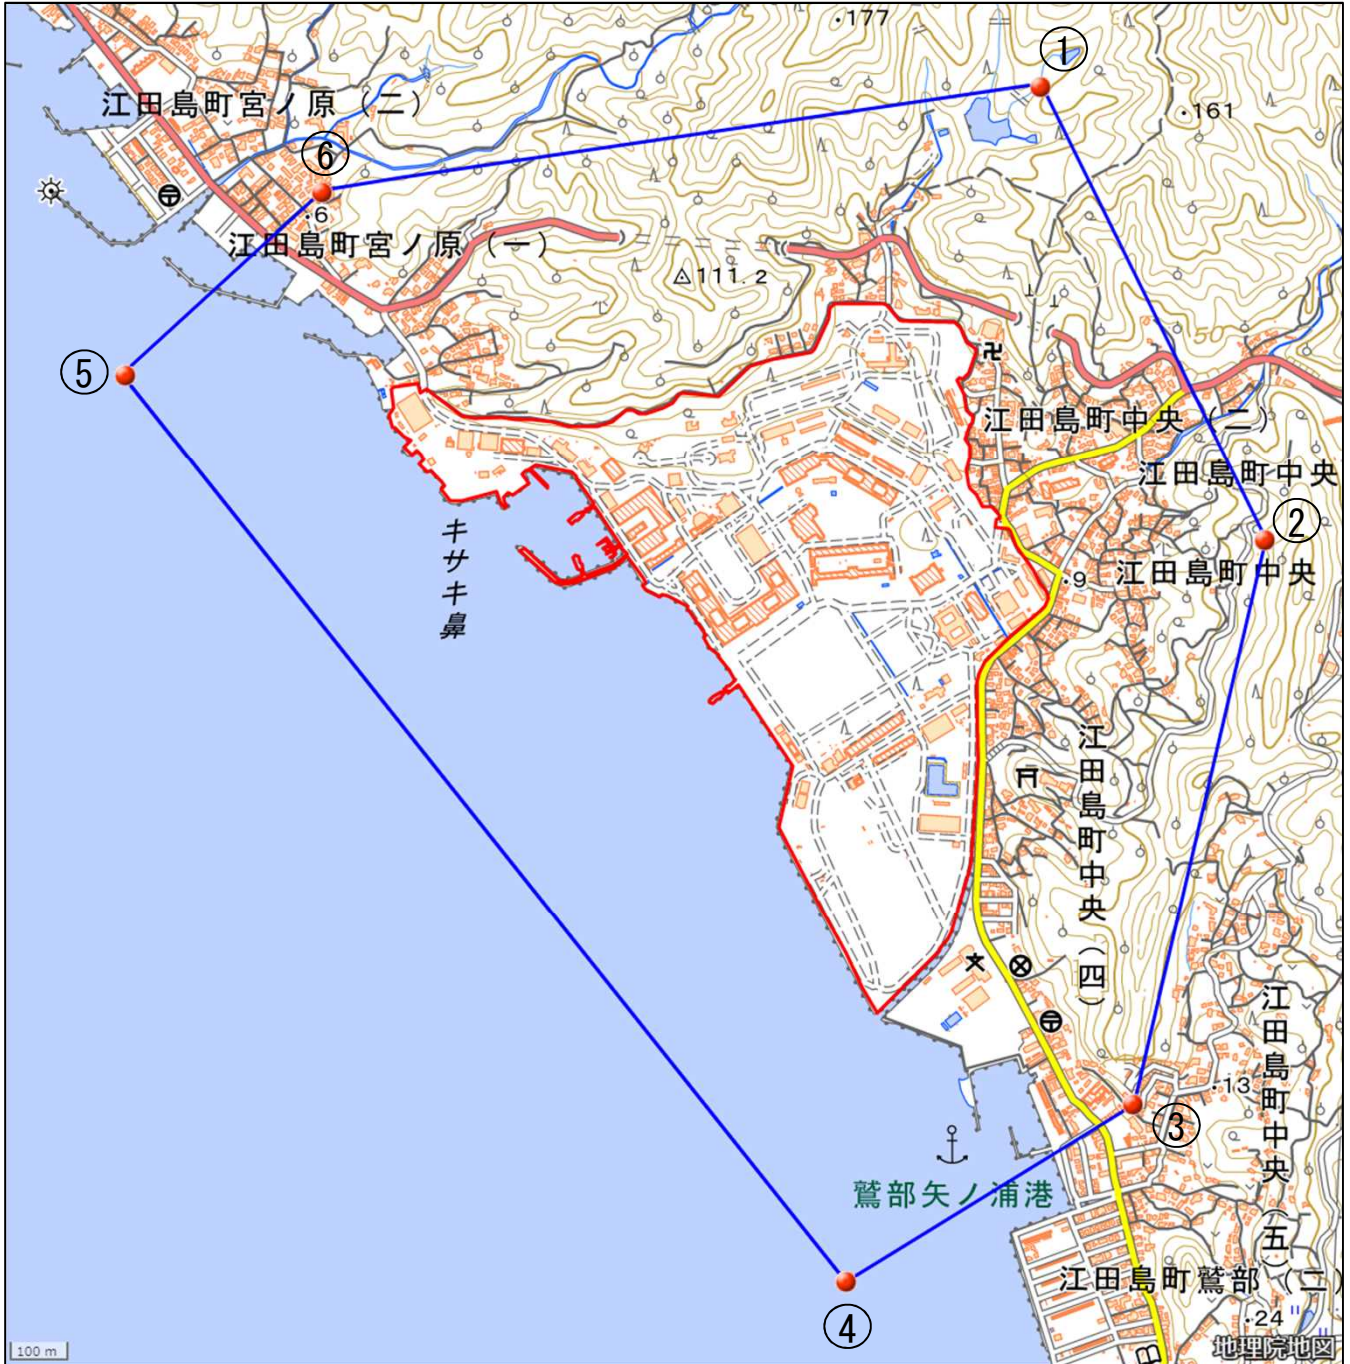 ・177
①
江田島町宮ノ原（二）
・161
⑥
・6
江田島町宮ノ原（一）
111.2
⑤
江田島町中央（二）
江田島町中央
②
江田島町中央
・9
キサキ鼻
江田島町中央（四）
江田島町中央（五）
・13
③
鷲部矢ノ浦港
江田島町鷲部（二）
④
・24
100 m
地理院地図